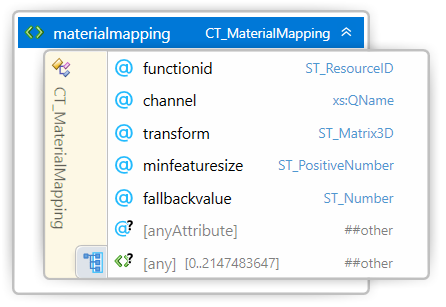 materialmapping CT_MaterialMapping
CT_MaterialMapping
@ functionid ST_ResourceID
@ channel xs:QName
@ transform ST_Matrix3D
@ minfeaturesize ST_PositiveNumber
@ fallbackvalue ST_Number
@? [anyAttribute] ##other
<>? [any] [0..2147483647] ##other